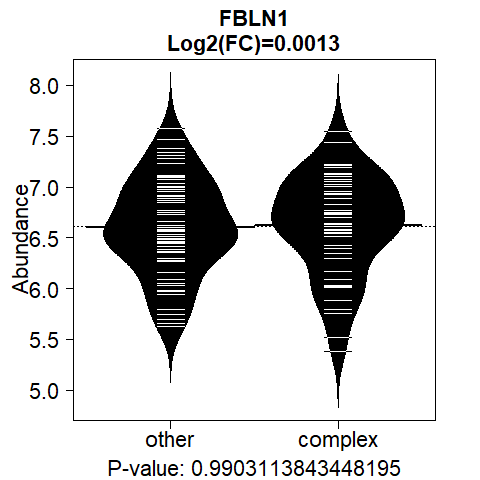 FBLN1
Log2(FC)=0.0013
Abundance
8.0
7.5
7.0
6.5
6.0
5.5
5.0
other complex
P-value: 0.9903113843448195